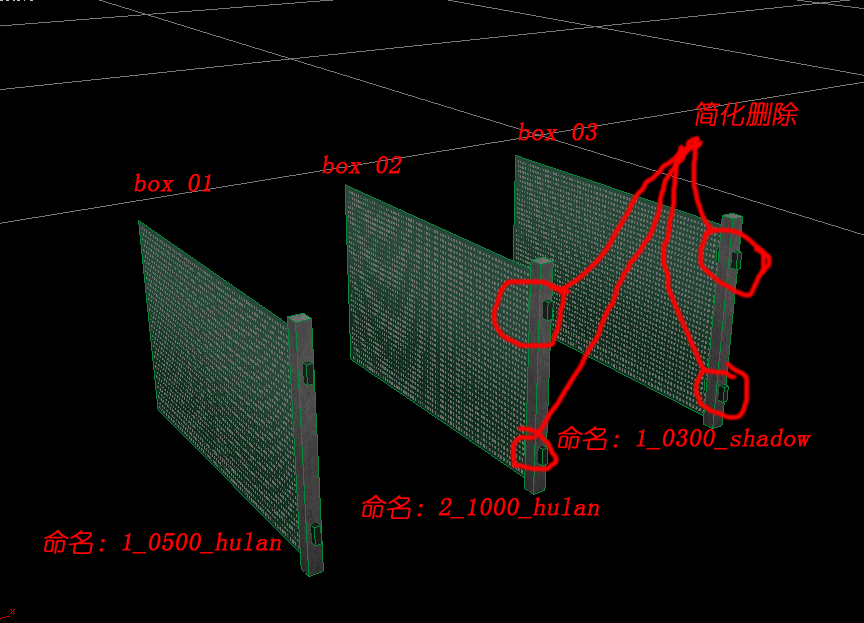 简化删除
box 03
box 02
box 01
命名: 1_0300_shadow
命名: 2_1000_hulan
命名: 1_0500_hulan
x